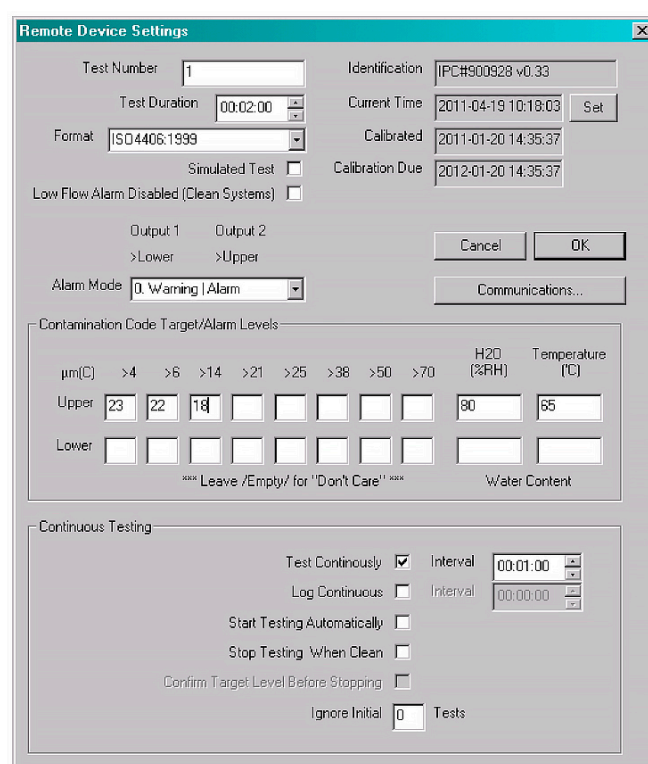 Remote Device Settings
Test Number 1 Identification IPC#900928 v0.33
Test Duration 00:02:00 Current Time 2011-04-19 10:18:03 Set
Format ISO4406:1999 Calibrated 2011-01-20 14:35:37
Simulated Test Calibration Due 2012-01-20 14:35:37
Low Flow Alarm Disabled (Clean Systems)
Output 1 Output 2
>Lower >Upper Cancel OK
Alarm Mode 0. Warning | Alarm Communications...
Contamination Code Target/Alarm Levels
µm(C) >4 >6 >14 >21 >25 >38 >50 >70 H2O (%RH) Temperature (°C)
Upper 23 22 18 80 65
Lower
*** Leave /Empty/ for "Don't Care" *** Water Content
Continuous Testing
Test Continously Interval 00:01:00
Log Continuous Interval 00:00:00
Start Testing Automatically
Stop Testing When Clean
Confirm Target Level Before Stopping
Ignore Initial 0 Tests